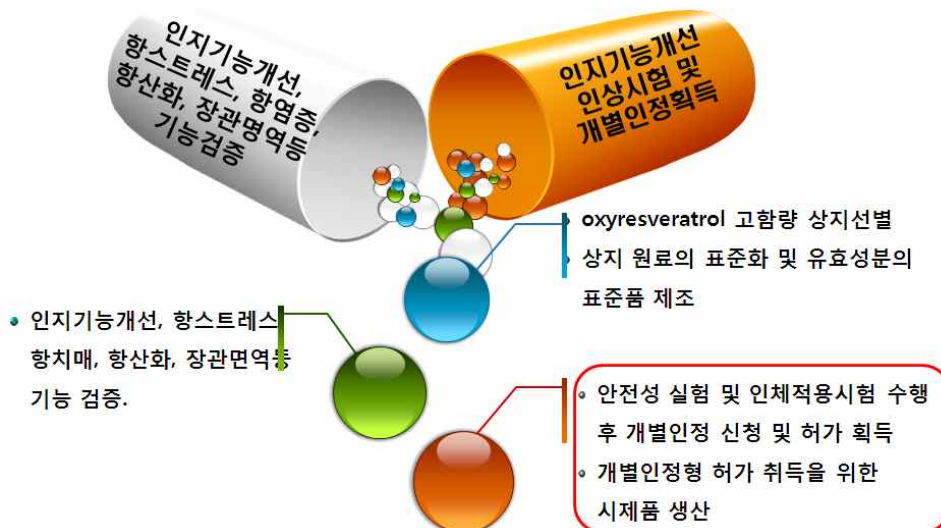 인지기능개선,
항스트레스, 항염증,
항산화, 장관명역등
기능검증
인지기능개선
인상시험 및
개별인정획득
oxyresveratrol 고함량 상지선별
상지 원료의 표준화 및 유효성분의
표준품 제조
인지기능개선, 항스트레스
항치매, 항산화, 장관면역등
기능 검증.
안전성 실험 및 인체적용시험 수행
후 개별인정 신청 및 허가 획득
개별인정형 허가 취득을 위한
시제품 생산